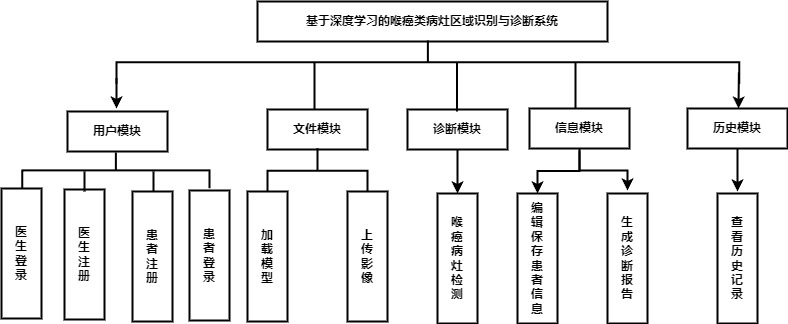 基于深度学习的喉癌类病灶区域识别与诊断系统
用户模块
文件模块
诊断模块
信息模块
历史模块
医生登录
医生注册
患者注册
患者登录
加载模型
上传影像
喉癌病灶检测
编辑保存患者信息
生成诊断报告
查看历史记录